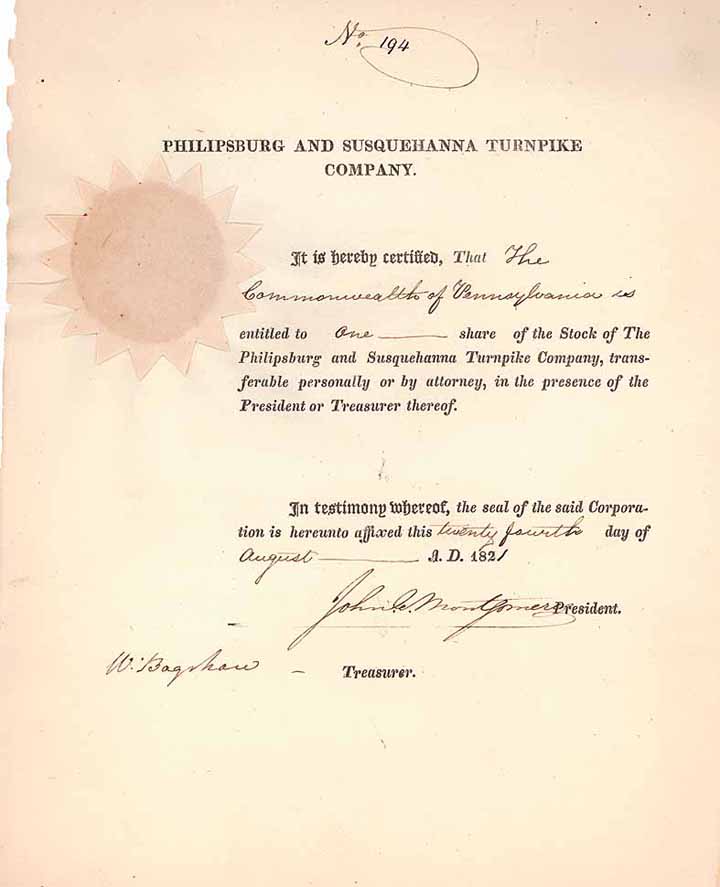 No. 194
PHILIPSBURG AND SUSQUEHANNA TURNPIKE
COMPANY.
It is hereby certified, That The
Commonwealth of Pennsylvania is
entitled to One share of the Stock of The
Philipsburg and Susquehanna Turnpike Company, trans-
ferable personally or by attorney, in the presence of the
President or Treasurer thereof.
In testimony whereof, the seal of the said Corpora-
tion is hereunto affixed this twenty fourth day of
August A. D. 1821
John C. Montgomery President.
W. Bagshaw - Treasurer.